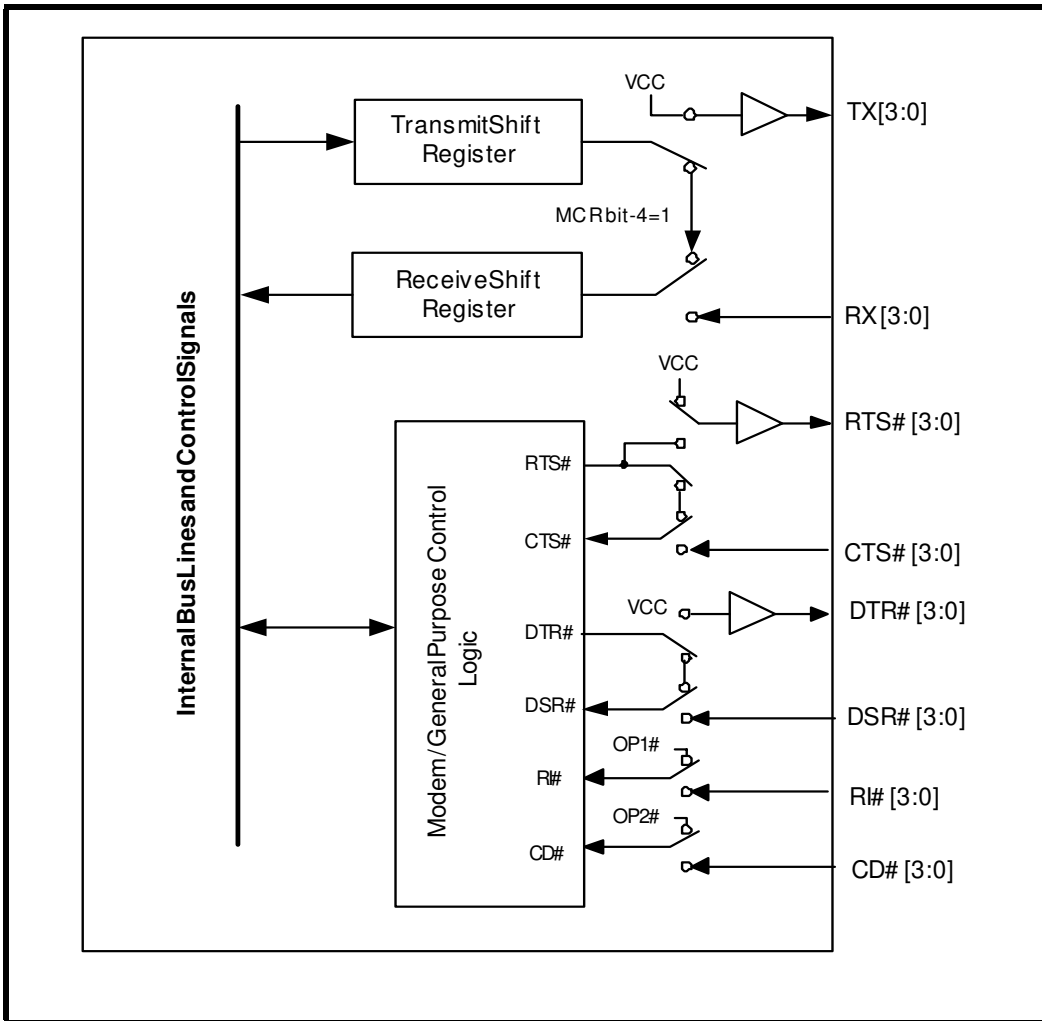 VCC
TX[3:0]
TransmitShift
Register
MCRbit-4=1
ReceiveShift
Register
RX[3:0]
InternalBusLinesandControlSignals
VCC
RTS# [3:0]
RTS#
CTS#
CTS# [3:0]
VCC
DTR# [3:0]
DTR#
Modem/GeneralPurpose Control
Logic
DSR#
DSR# [3:0]
OP1#
RI#
RI# [3:0]
OP2#
CD#
CD# [3:0]